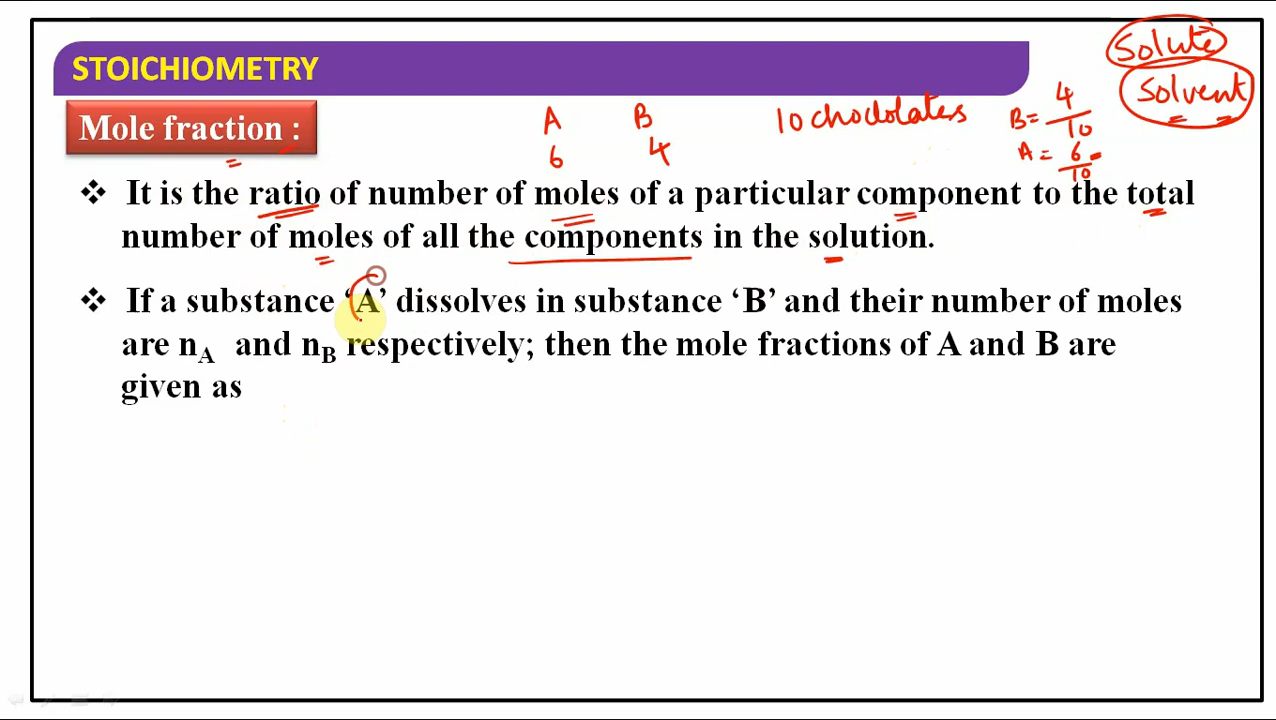 Solute
STOICHIOMETRY
Solvent
Mole fraction :
A B 10 choclolates B = 4/10
6 4 A = 6/10
❖ It is the ratio of number of moles of a particular component to the total
number of moles of all the components in the solution.
❖ If a substance ‘A’ dissolves in substance ‘B’ and their number of moles
are nA and nB respectively; then the mole fractions of A and B are
given as